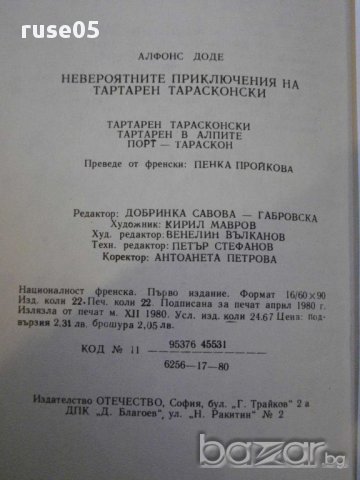 ruse05
АЛФОНС ДОДЕ
НЕВЕРОЯТНИТЕ ПРИКЛЮЧЕНИЯ НА
ТАРТАРЕН ТАРАСКОНСКИ
ТАРТАРЕН ТАРАСКОНСКИ
ТАРТАРЕН В АЛПИТЕ
ПОРТ — ТАРАСКОН
Преведе от френски: ПЕНКА ПРОЙКОВА
Редактор: ДОБРИНКА САВОВА — ГАБРОВСКА
Художник: КИРИЛ МАВРОВ
Худ. редактор: ВЕНЕЛИН ВЪЛКАНОВ
Техн. редактор: ПЕТЪР СТЕФАНОВ
Коректор: АНТОАНЕТА ПЕТРОВА
Националност френска. Първо издание. Формат 16/60×90
Изд. коли 22. Печ. коли 22. Подписана за печат април 1980 г.
Излязла от печат м. XII 1980. Усл. изд. коли 24.67 Цена: под-
вързия 2,31 лв. брошура 2,05 лв.
95376 45531
КОД № 11
6256—17—80
Издателство ОТЕЧЕСТВО, София, бул. „Г. Трайков" 2 а
ДПК „Д. Благоев", ул. „Н. Ракитин" № 2
bazar.bg